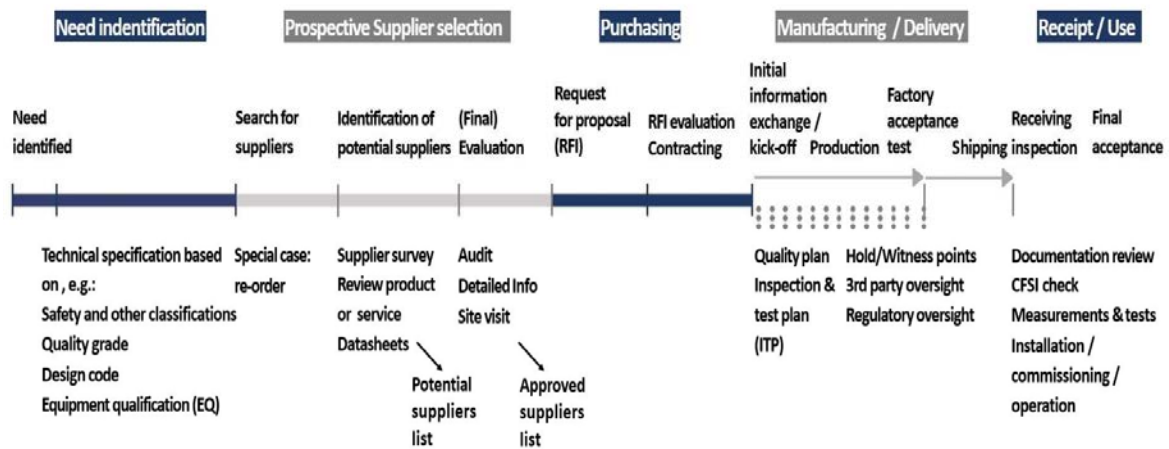 Need indentification
Prospective Supplier selection
Purchasing
Manufacturing / Delivery
Receipt / Use
Need
identified
Search for
suppliers
Identification of
potential suppliers
(Final)
Evaluation
Request
for proposal
(RFI)
RFI evaluation
Contracting
Initial
information
exchange /
kick-off
Production
Factory
acceptance
test
Shipping
Receiving
inspection
Final
acceptance
Technical specification based
on , e.g.:
Safety and other classifications
Quality grade
Design code
Equipment qualification (EQ)
Special case:
re-order
Supplier survey
Review product
or service
Datasheets
Potential
suppliers
list
Audit
Detailed Info
Site visit
Approved
suppliers
list
Quality plan
Inspection &
test plan
(ITP)
Hold/Witness points
3rd party oversight
Regulatory oversight
Documentation review
CFSI check
Measurements & tests
Installation /
commissioning /
operation